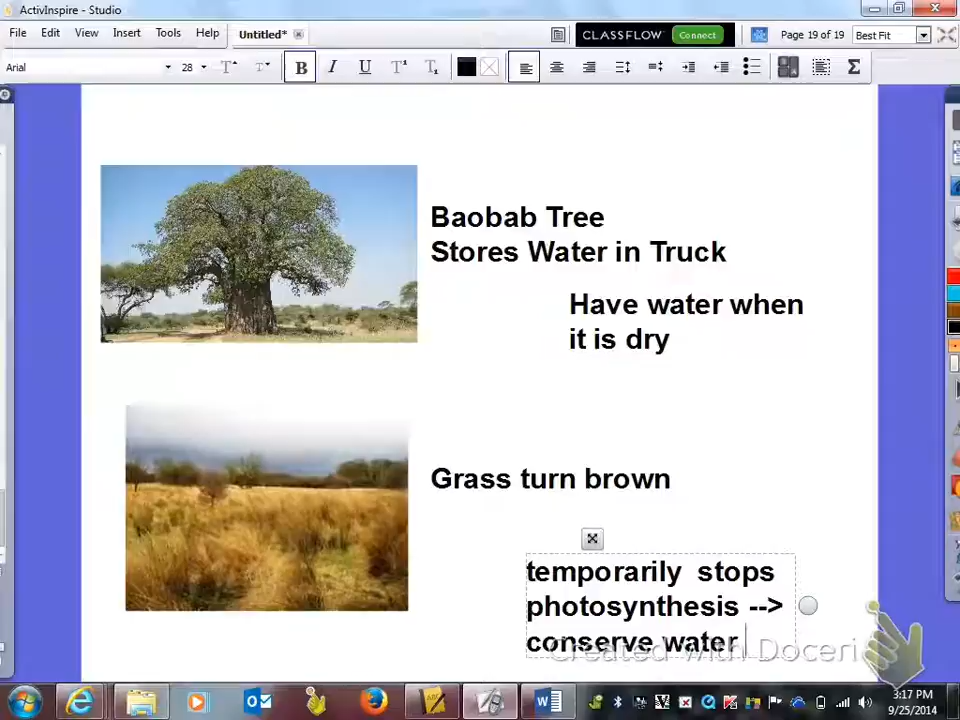 ActivInspire - Studio
File Edit View Insert Tools Help Untitled*
CLASSFLOW Connect Page 19 of 19 Best Fit
Arial 28 B I U T T Σ
Baobab Tree
Stores Water in Truck
Have water when
it is dry
Grass turn brown
temporarily stops
photosynthesis -->
conserve water
Created with Doceri
3:17 PM
9/25/2014